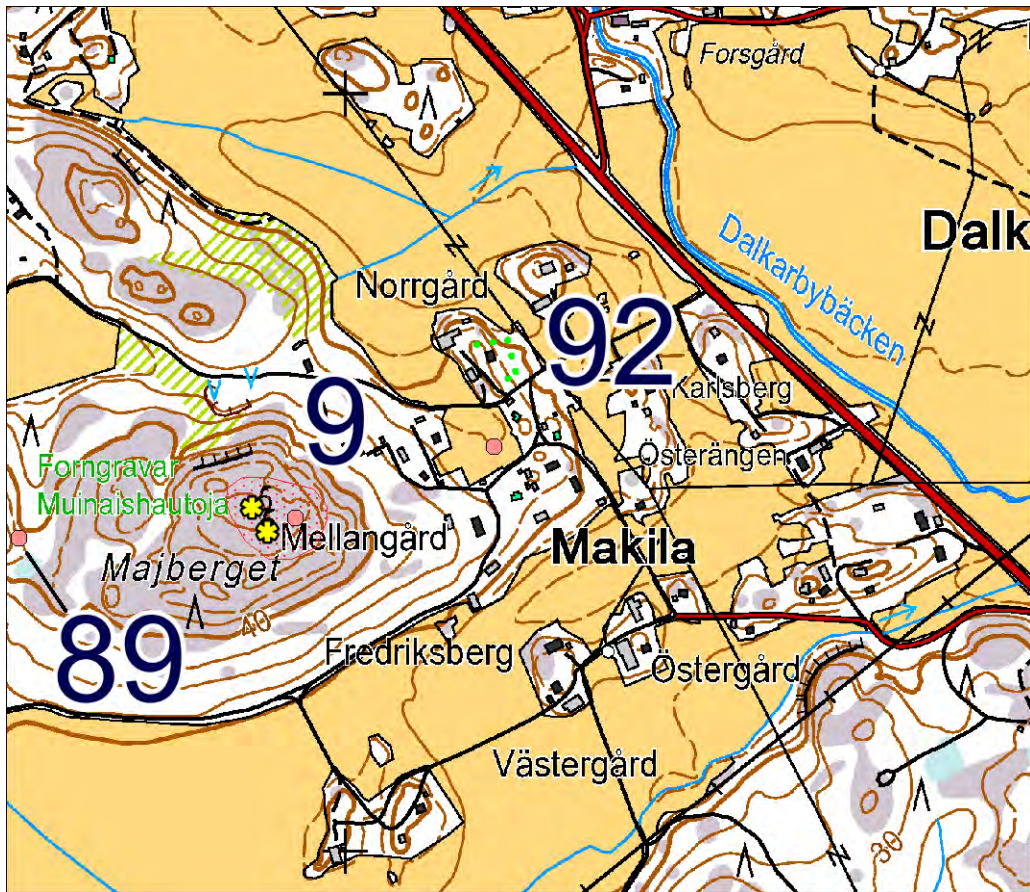 Forsgård
Dalk
Dalkarbybäcken
Norrgård
92
Karlsberg
9
Österängen
Forngravar
Muinaishautoja
Mellangård
Makila
Majberget
40
89
Fredriksberg
Östergård
Västergård
30